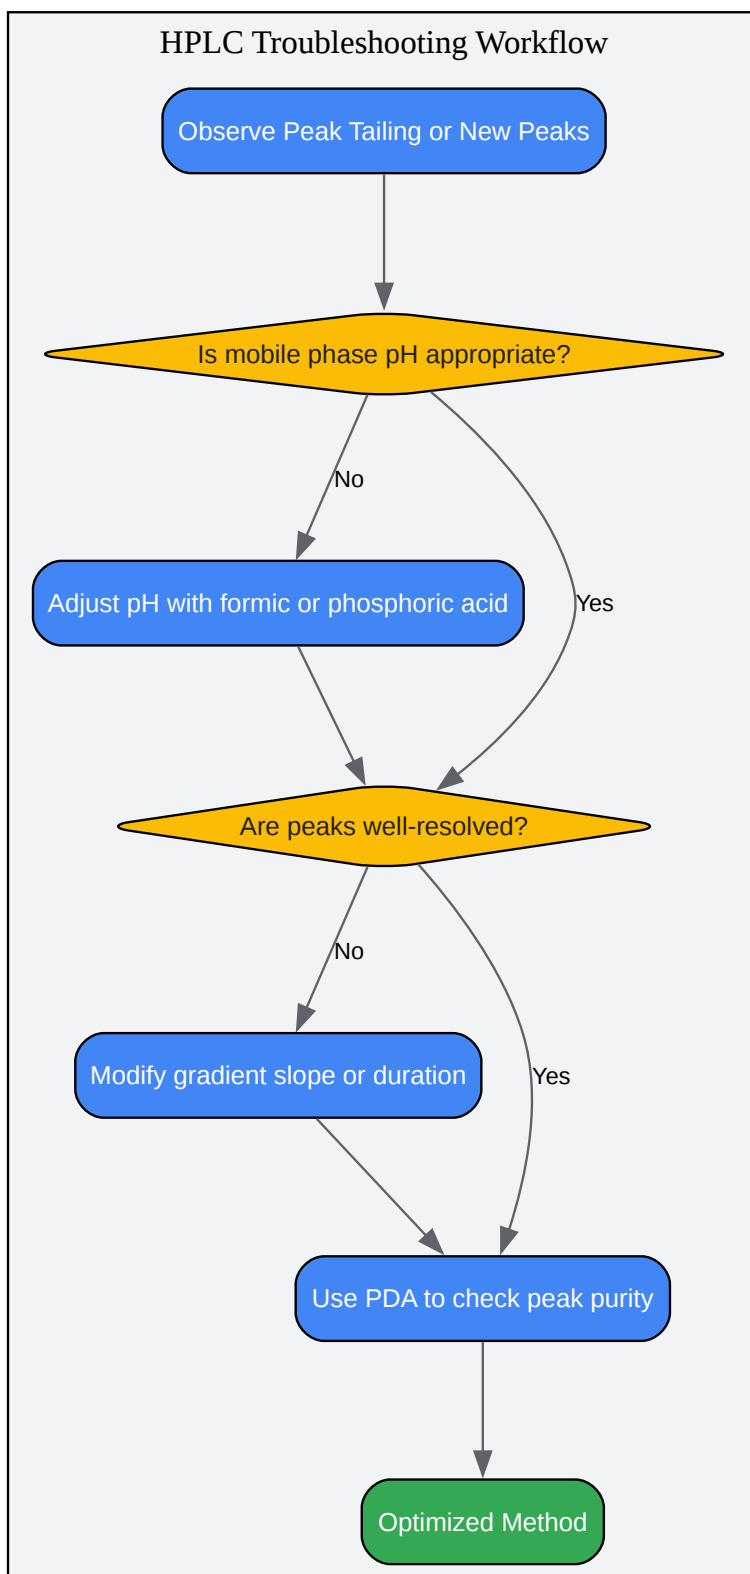 HPLC Troubleshooting Workflow
Observe Peak Tailing or New Peaks
Is mobile phase pH appropriate?
No
Adjust pH with formic or phosphoric acid
Yes
Are peaks well-resolved?
No
Modify gradient slope or duration
Yes
Use PDA to check peak purity
Optimized Method